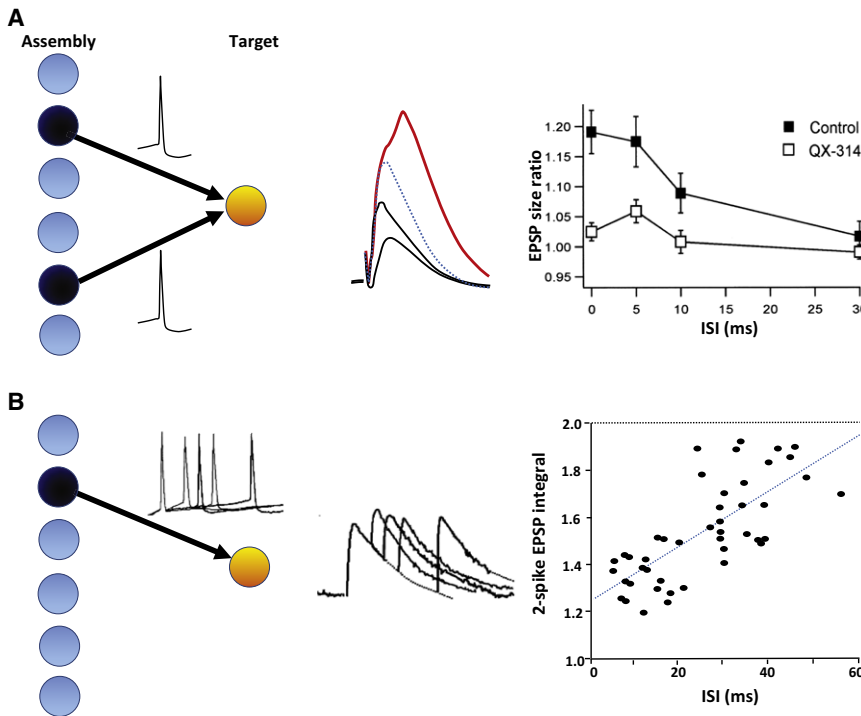 A
Assembly
Target
EPSP size ratio
1.20
1.15
1.10
1.05
1.00
0.95
Control
QX-314
0 5 10 15 20 25 30
ISI (ms)
B
2-spike EPSP integral
2.0
1.8
1.6
1.4
1.2
1.0
0 20 40 60
ISI (ms)